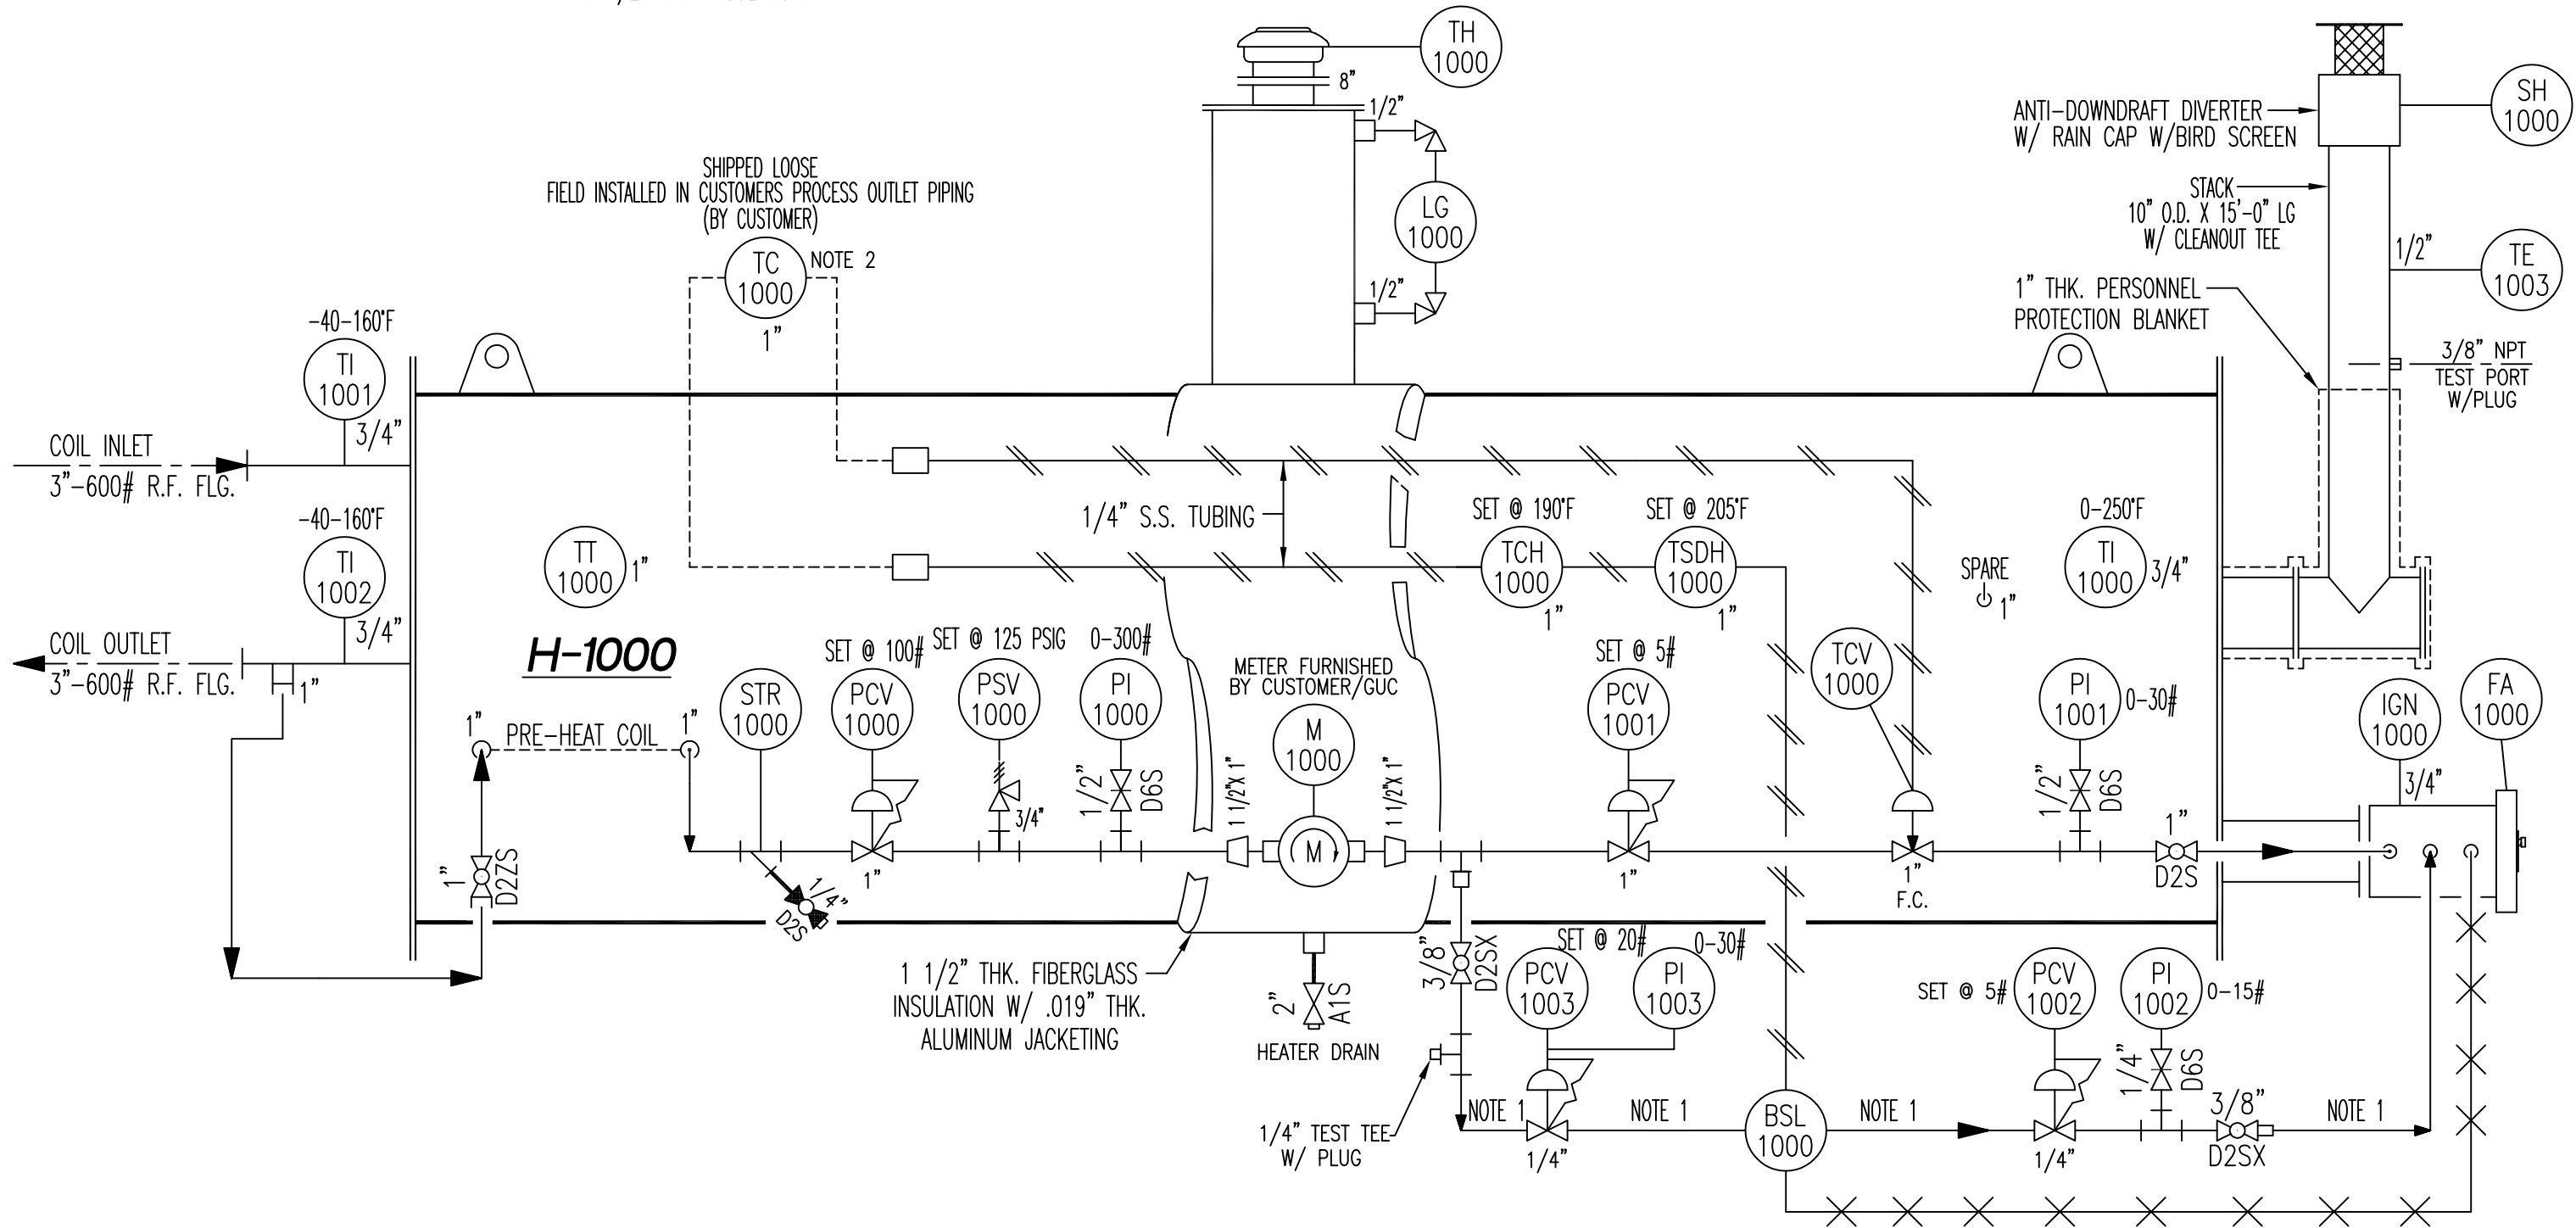 TH
1000
8"
1/2"
SH
1000
ANTI-DOWNDRAFT DIVERTER
W/ RAIN CAP W/BIRD SCREEN
SHIPPED LOOSE
FIELD INSTALLED IN CUSTOMERS PROCESS OUTLET PIPING
(BY CUSTOMER)
TC
1000
NOTE 2
1"
LG
1000
1/2"
STACK
10" O.D. X 15'-0" LG
W/ CLEANOUT TEE
1/2"
TE
1003
1" THK. PERSONNEL
PROTECTION BLANKET
3/8" NPT
TEST PORT
W/PLUG
-40-160°F
TI
1001
3/4"
COIL INLET
3"-600# R.F. FLG.
-40-160°F
TI
1002
3/4"
COIL OUTLET
3"-600# R.F. FLG.
1"
TT
1000
1"
H-1000
1/4" S.S. TUBING
SET @ 190°F
TCH
1000
1"
SET @ 205°F
TSDH
1000
1"
SPARE
1"
0-250°F
TI
1000
3/4"
1"
PRE-HEAT COIL
1"
STR
1000
SET @ 100#
PCV
1000
1"
SET @ 125 PSIG
PSV
1000
3/4"
0-300#
PI
1000
1/2"
D6S
1 1/2"X 1"
METER FURNISHED
BY CUSTOMER/GUC
M
1000
M
1 1/2"X 1"
SET @ 5#
PCV
1001
1"
TCV
1000
1"
F.C.
PI
1001
0-30#
1/2"
D6S
1"
D2S
IGN
1000
3/4"
FA
1000
1"
D2ZS
1/4"
D2S
1 1/2" THK. FIBERGLASS
INSULATION W/ .019" THK.
ALUMINUM JACKETING
2"
A1S
HEATER DRAIN
3/8"
D2SX
1/4" TEST TEE
W/ PLUG
SET @ 20#
PCV
1003
0-30#
PI
1003
NOTE 1
1/4"
NOTE 1
BSL
1000
NOTE 1
SET @ 5#
PCV
1002
1/4"
PI
1002
0-15#
1/4"
D6S
3/8"
D2SX
NOTE 1